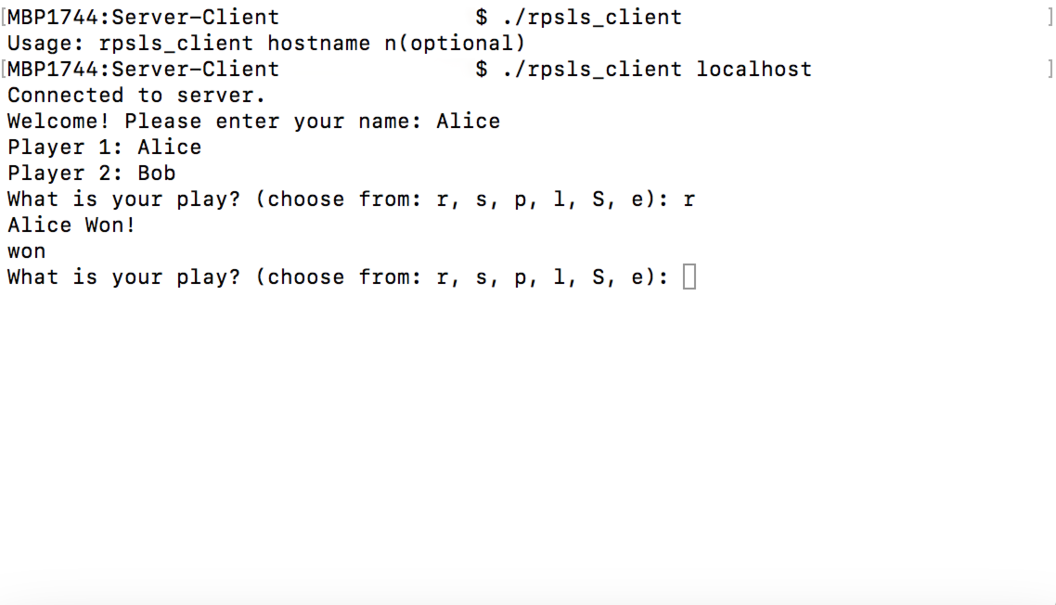 [MBP1744:Server-Client $ ./rpsls_client ]
Usage: rpsls_client hostname n(optional)
[MBP1744:Server-Client $ ./rpsls_client localhost ]
Connected to server.
Welcome! Please enter your name: Alice
Player 1: Alice
Player 2: Bob
What is your play? (choose from: r, s, p, l, S, e): r
Alice Won!
won
What is your play? (choose from: r, s, p, l, S, e):